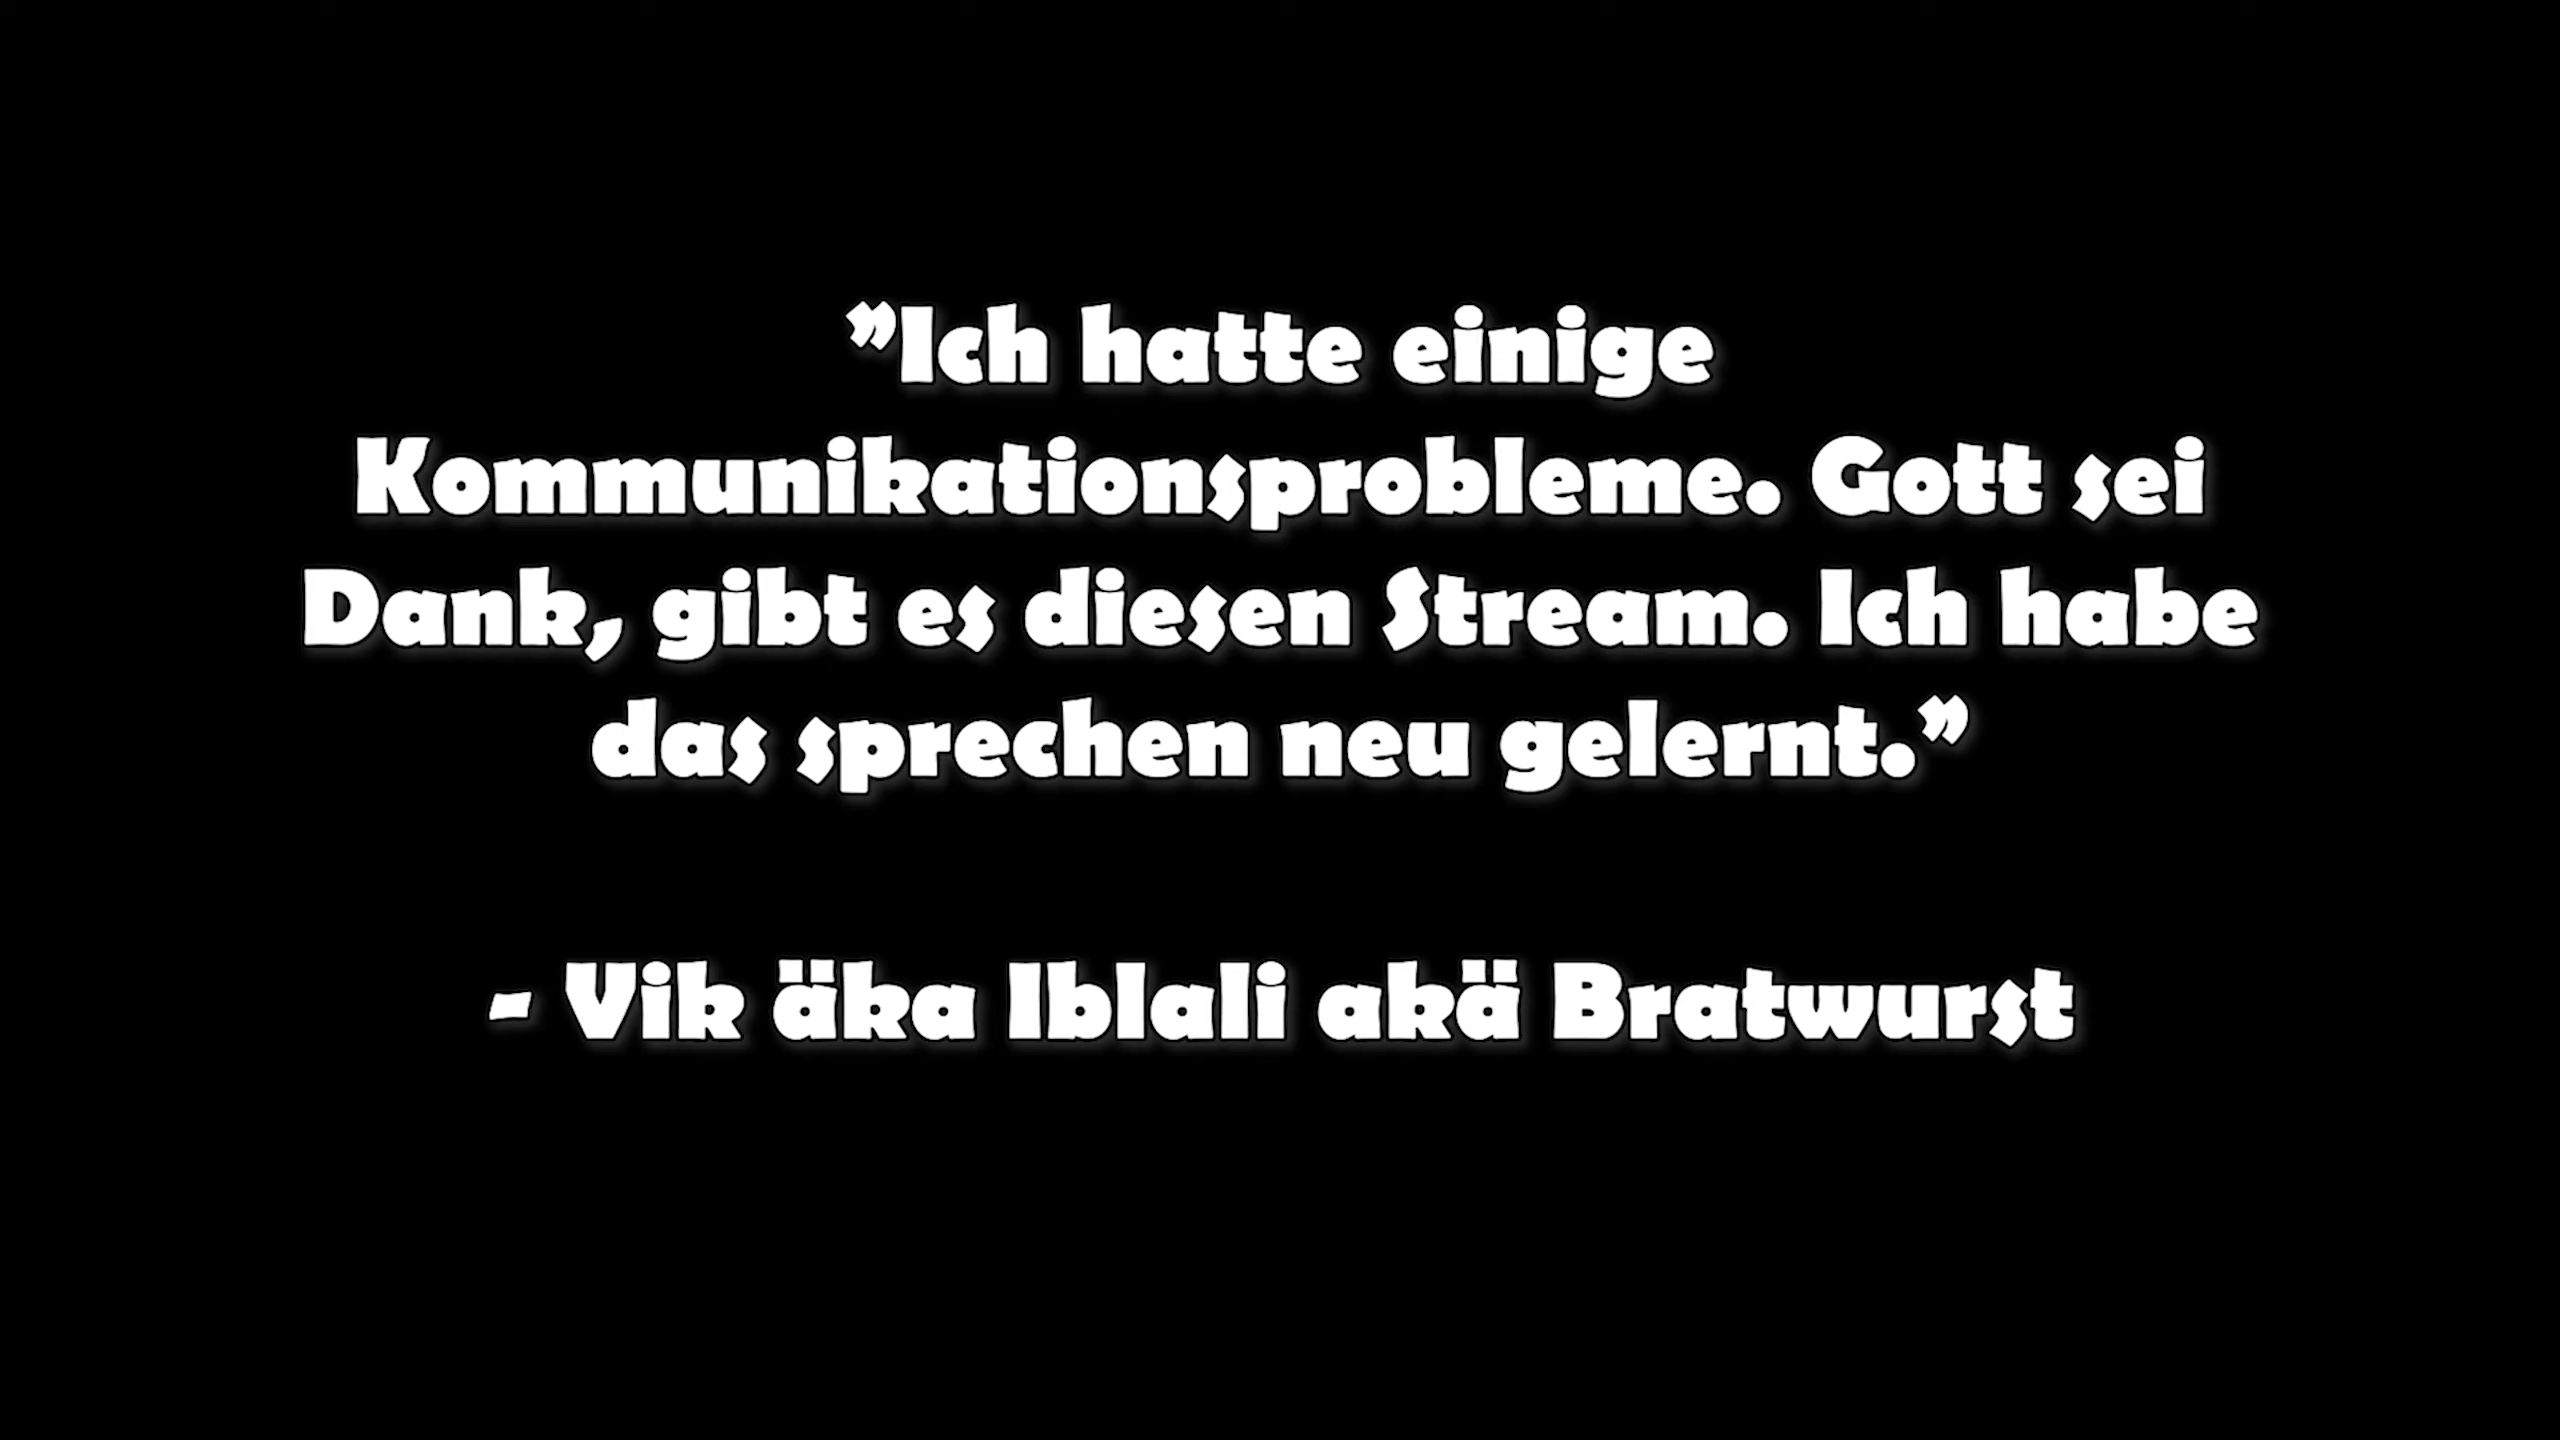 ”Ich hatte einige
Kommunikationsprobleme. Gott sei
Dank, gibt es diesen Stream. Ich habe
das sprechen neu gelernt.”
- Vik äka Iblali akä Bratwurst